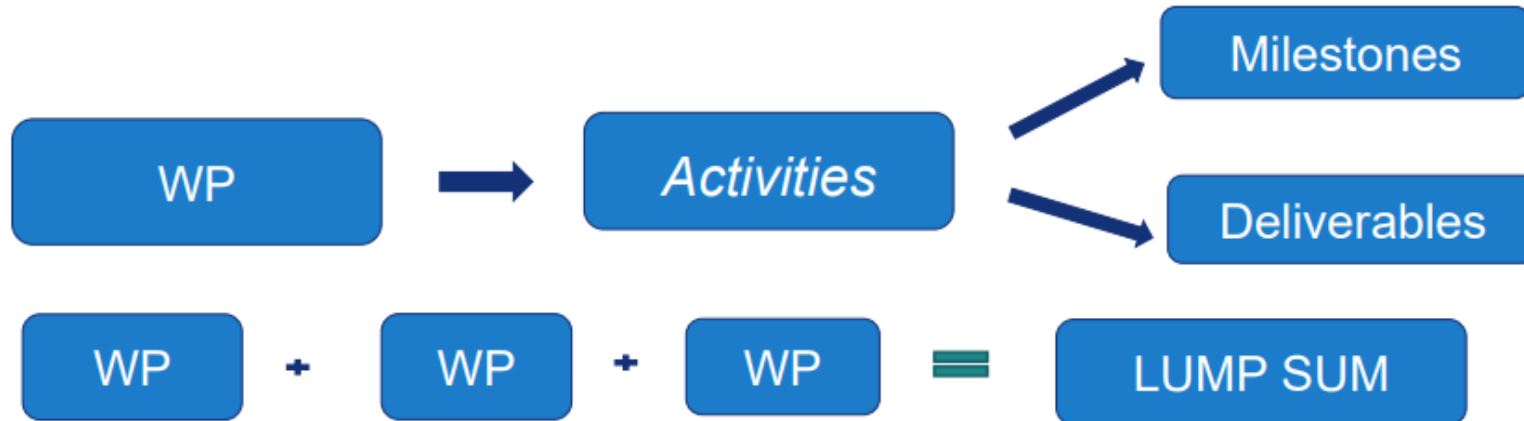 Milestones
WP
Activities
Deliverables
WP + WP + WP = LUMP SUM